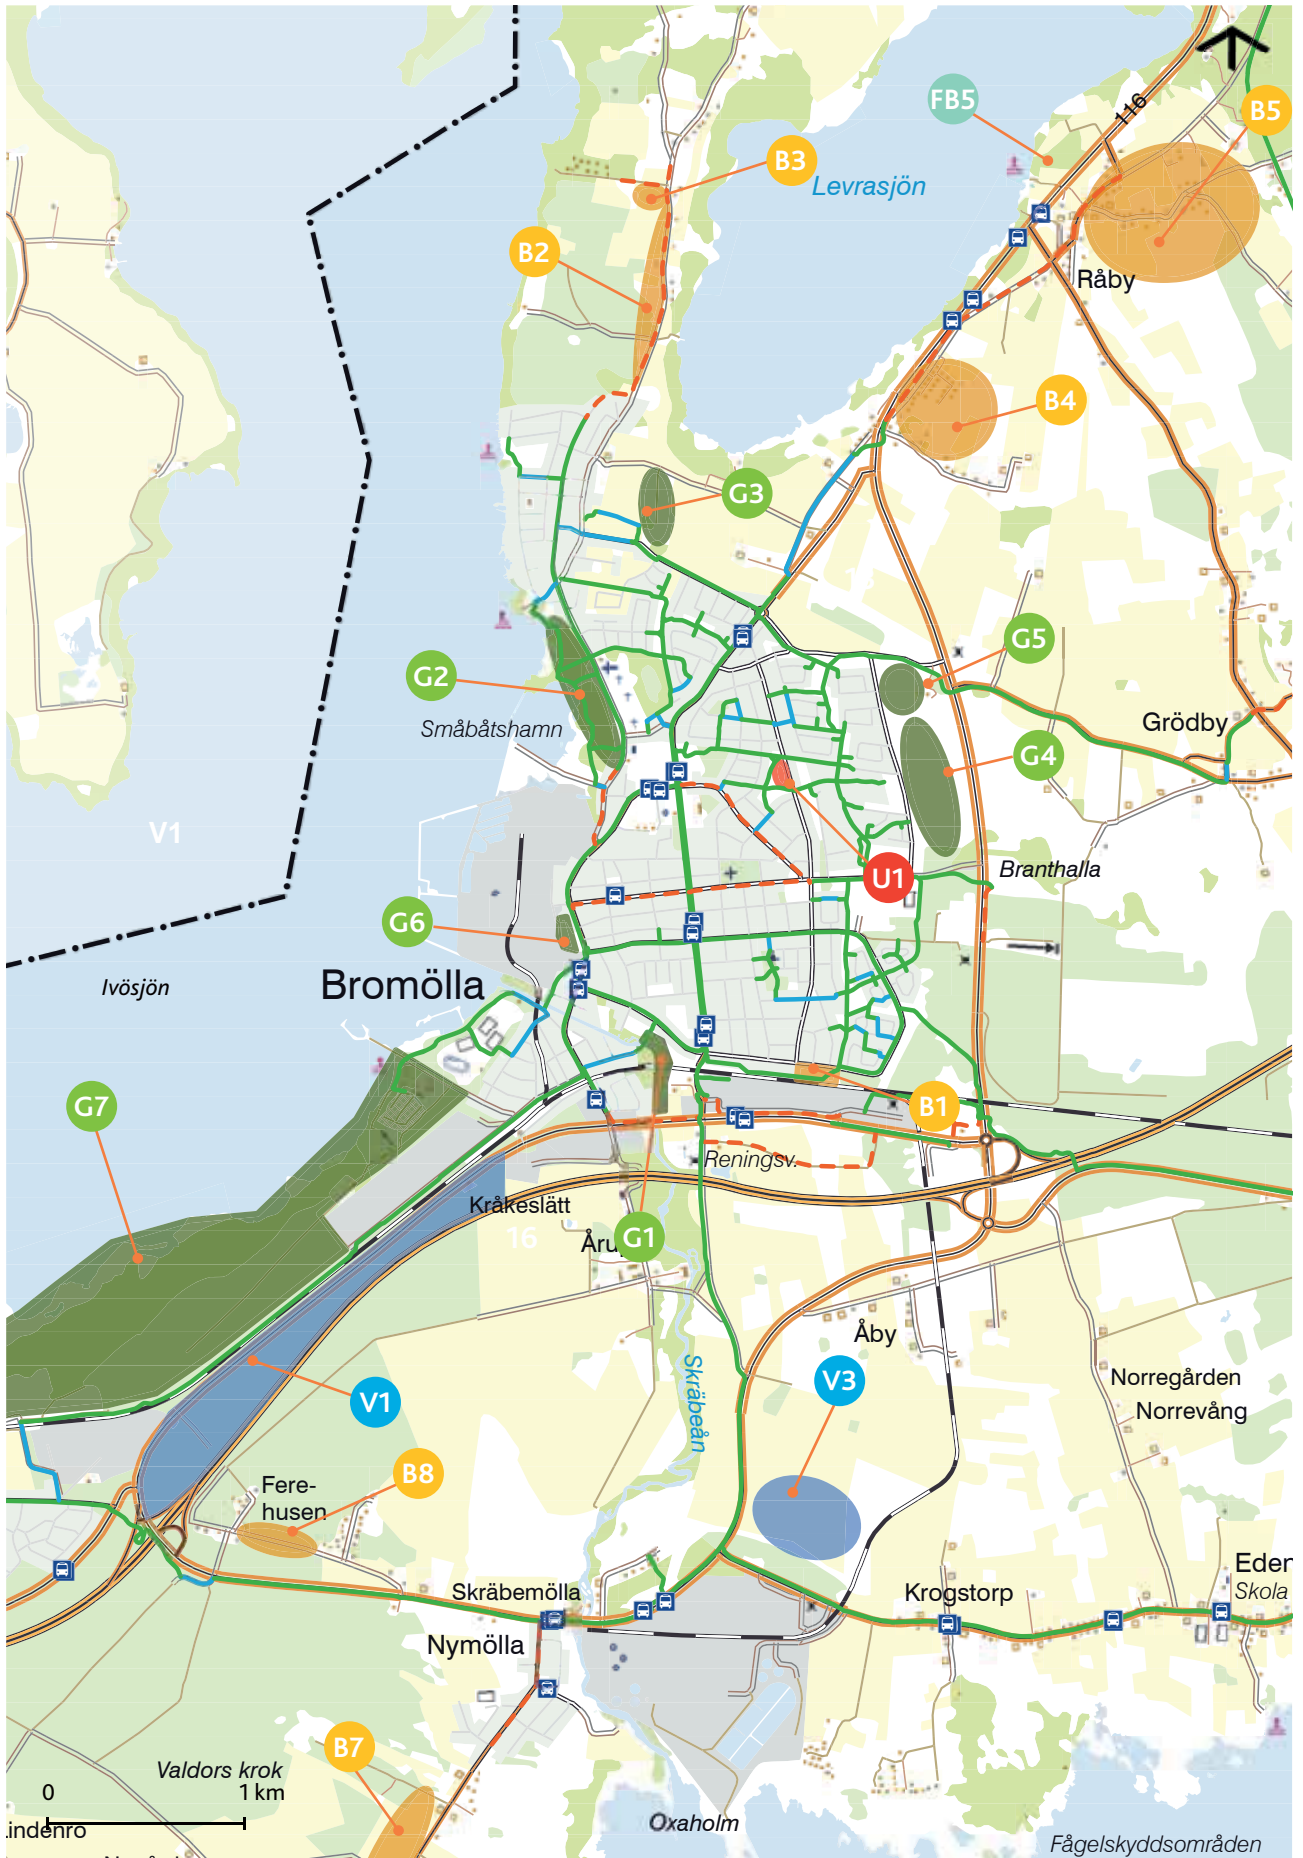 FB5
116
B5
B3
Levrasjön
B2
Råby
B4
G3
G5
G2
Småbåtshamn
Grödby
G4
V1
U1
Branthalla
G6
Ivösjön
Bromölla
G7
B1
Reningsv.
Kråkeslätt
16
G1
Åby
Skräbeån
V3
V1
Norregården
Norrevång
B8
Fere-
husen
Skräbemölla
Krogstorp
Eden
Skola
Nymölla
B7
Valdors krok
0
1 km
Oxaholm
Fågelskyddsområden